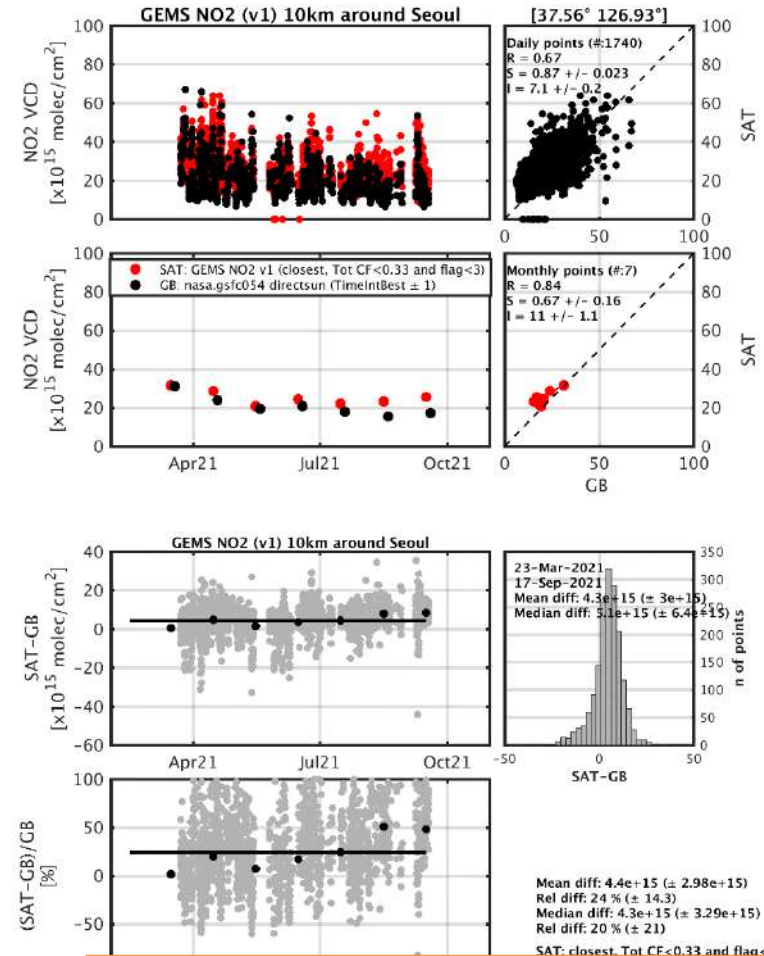 GEMS NO2 (v1) 10km around Seoul
[37.56° 126.93°]
NO2 VCD
[x10^15 molec/cm^2]
100
80
60
40
20
0
Daily points (#:1740)
R = 0.67
S = 0.87 +/- 0.023
I = 7.1 +/- 0.2
100
80
60
40
20
0
SAT
0
50
100
NO2 VCD
[x10^15 molec/cm^2]
100
80
60
40
20
0
SAT: GEMS NO2 v1 (closest, Tot CF<0.33 and flag<3)
GB: nasa.gsfc054 directsun (TimeIntBest ± 1)
Apr21
Jul21
Oct21
Monthly points (#:7)
R = 0.84
S = 0.67 +/- 0.16
I = 11 +/- 1.1
100
80
60
40
20
0
SAT
0
50
100
GB
GEMS NO2 (v1) 10km around Seoul
SAT-GB
[x10^15 molec/cm^2]
40
20
0
-20
-40
-60
Apr21
Jul21
Oct21
23-Mar-2021
17-Sep-2021
Mean diff: 4.3e+15 (± 3e+15)
Median diff: 5.1e+15 (± 6.4e+15)
350
300
250
200
150
100
50
0
n of points
-50
0
50
SAT-GB
(SAT-GB)/GB
[%]
100
50
0
-50
Mean diff: 4.4e+15 (± 2.98e+15)
Rel diff: 24 % (± 14.3)
Median diff: 4.3e+15 (± 3.29e+15)
Rel diff: 20 % (± 21)
SAT: closest, Tot CF<0.33 and flag<